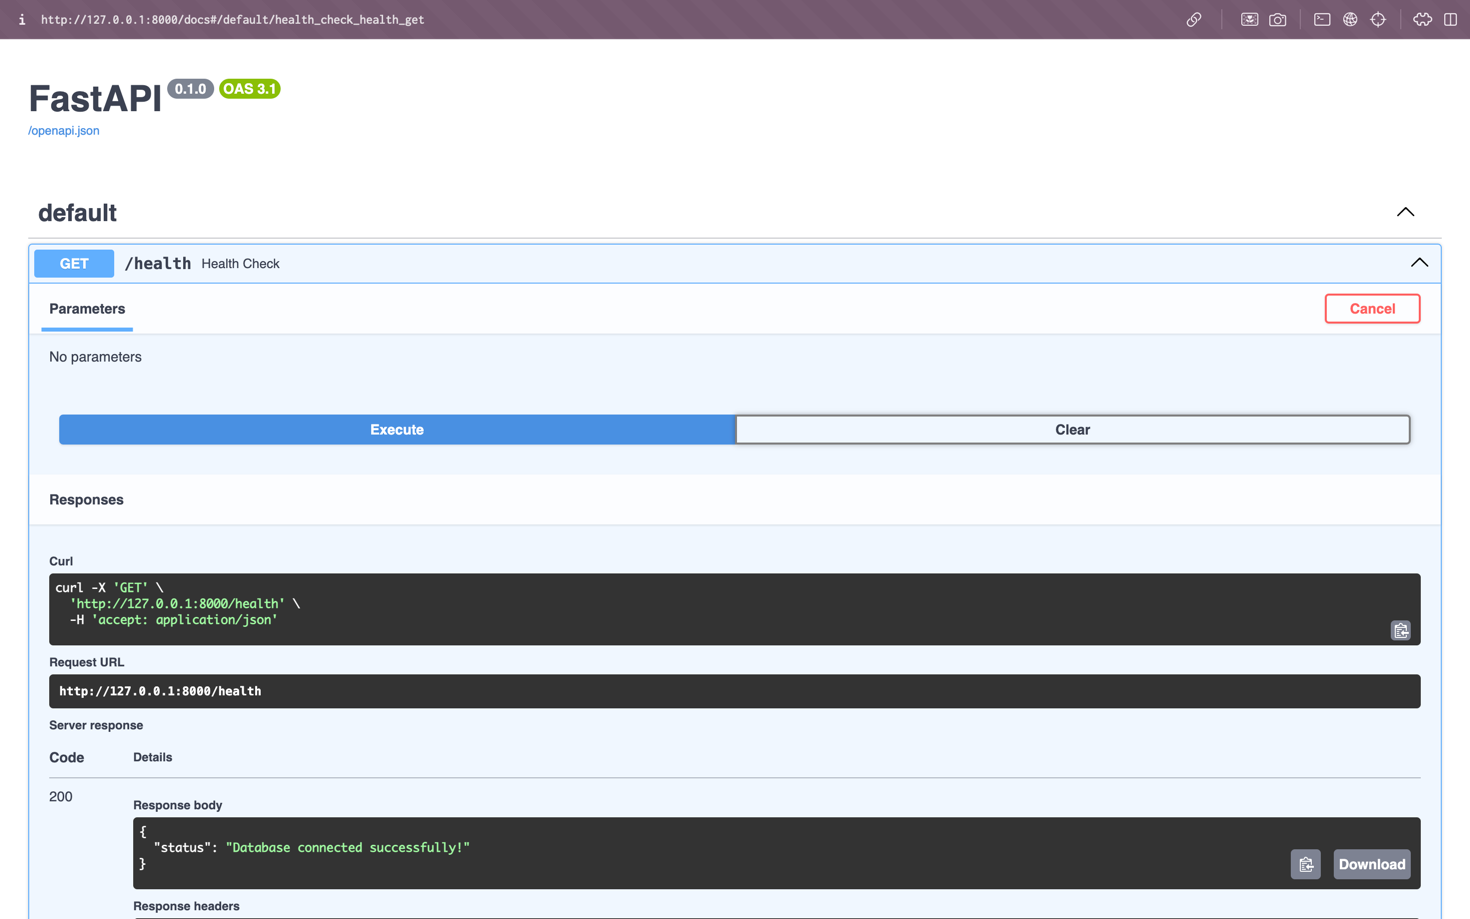 http://127.0.0.1:8000/docs#/default/health_check_health_get
FastAPI 0.1.0 OAS 3.1
/openapi.json
default
GET /health Health Check
Parameters
Cancel
No parameters
Execute
Clear
Responses
Curl
curl -X 'GET' \
'http://127.0.0.1:8000/health' \
-H 'accept: application/json'
Request URL
http://127.0.0.1:8000/health
Server response
Code Details
200
Response body
{
"status": "Database connected successfully!"
}
Download
Response headers